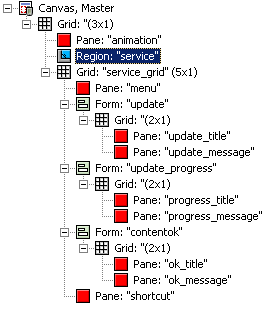 Canvas, Master
Grid: "(3x1)
Pane: "animation"
Region: "service"
Grid: "service_grid" (5x1)
Pane: "menu"
Form: "update"
Grid: "(2x1)
Pane: "update_title"
Pane: "update_message"
Form: "update_progress"
Grid: "(2x1)
Pane: "progress_title"
Pane: "progress_message"
Form: "contentok"
Grid: "(2x1)
Pane: "ok_title"
Pane: "ok_message"
Pane: "shortcut"